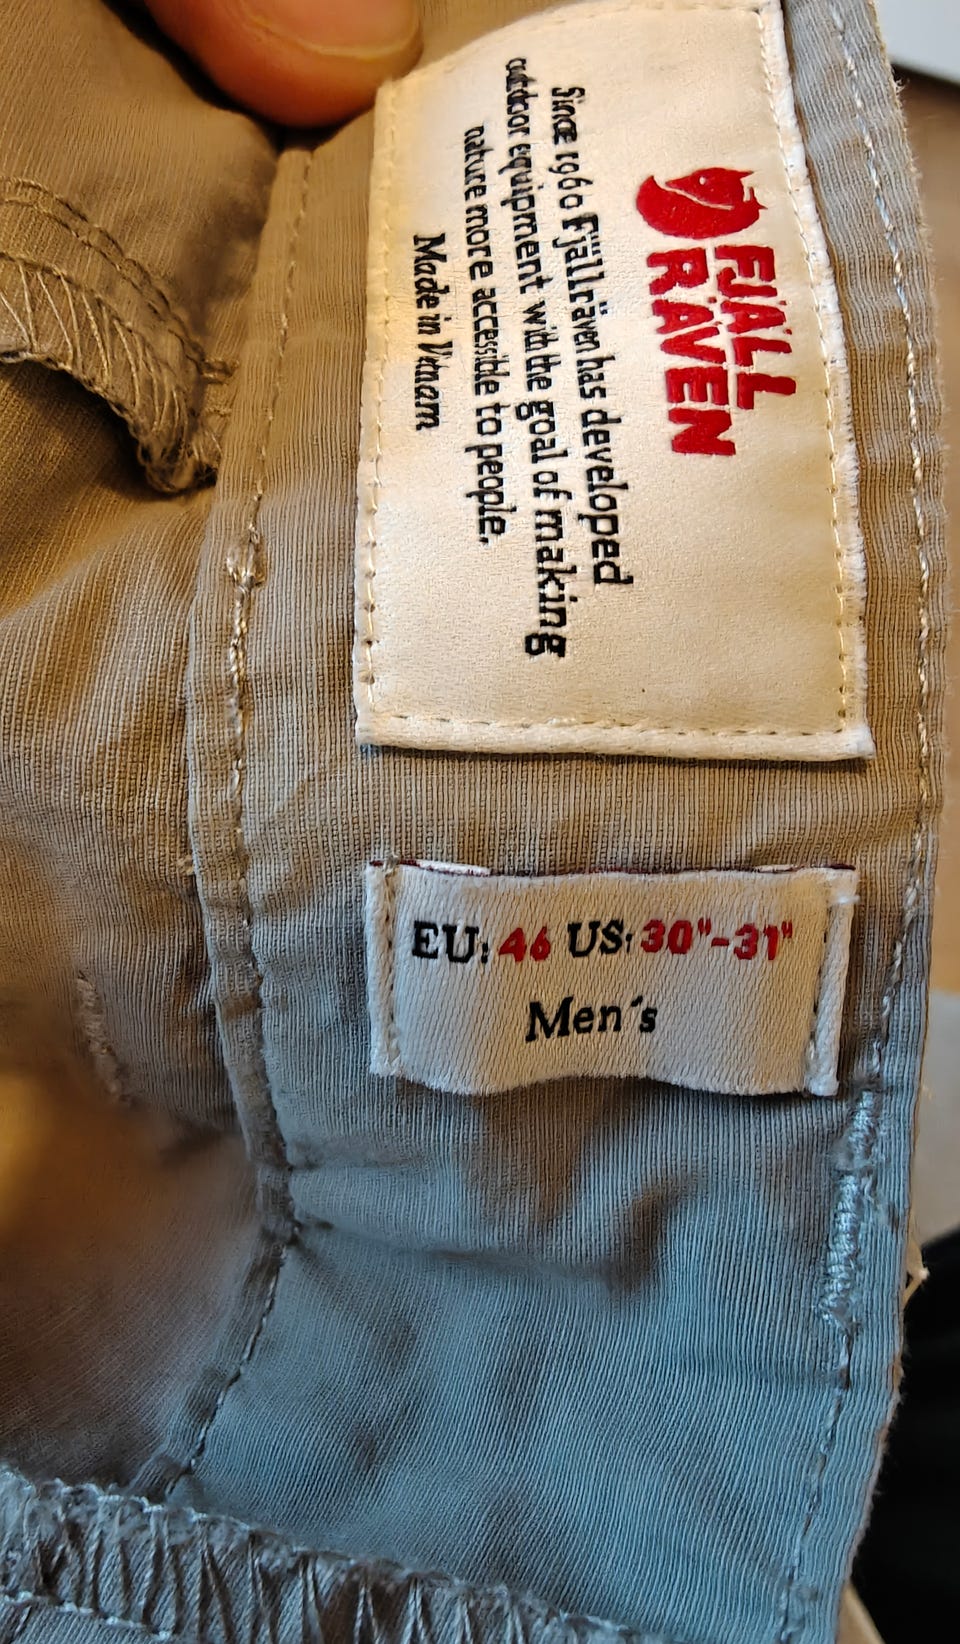 FJÄLL
RÄVEN
Since 1960 Fjällräven has developed
outdoor equipment with the goal of making
nature more accessible to people.
Made in Vitnam
EU: 46 US: 30"-31"
Men´s